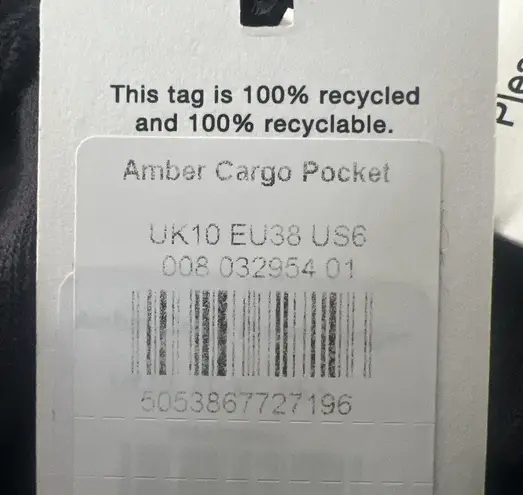 This tag is 100% recycled
and 100% recyclable.
Amber Cargo Pocket
UK10 EU38 US6
008 032954 01
5053867727196